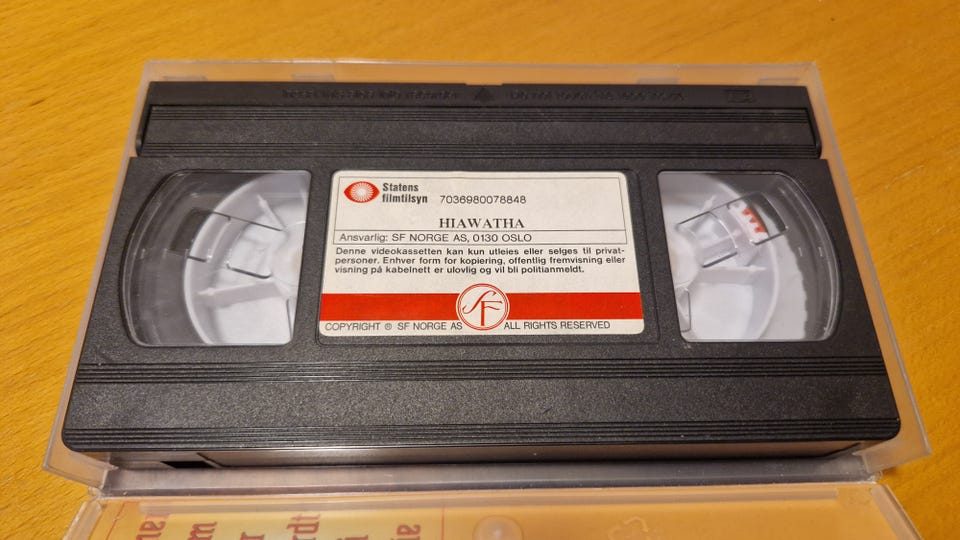 Statens
filmtilsyn 7036980078848
HIAWATHA
Ansvarlig: SF NORGE AS, 0130 OSLO
Denne videokassetten kan kun utleies eller selges til privat-
personer. Enhver form for kopiering, offentlig fremvisning eller
visning på kabelnett er ulovlig og vil bli politianmeldt.
SF
COPYRIGHT ® SF NORGE AS ALL RIGHTS RESERVED